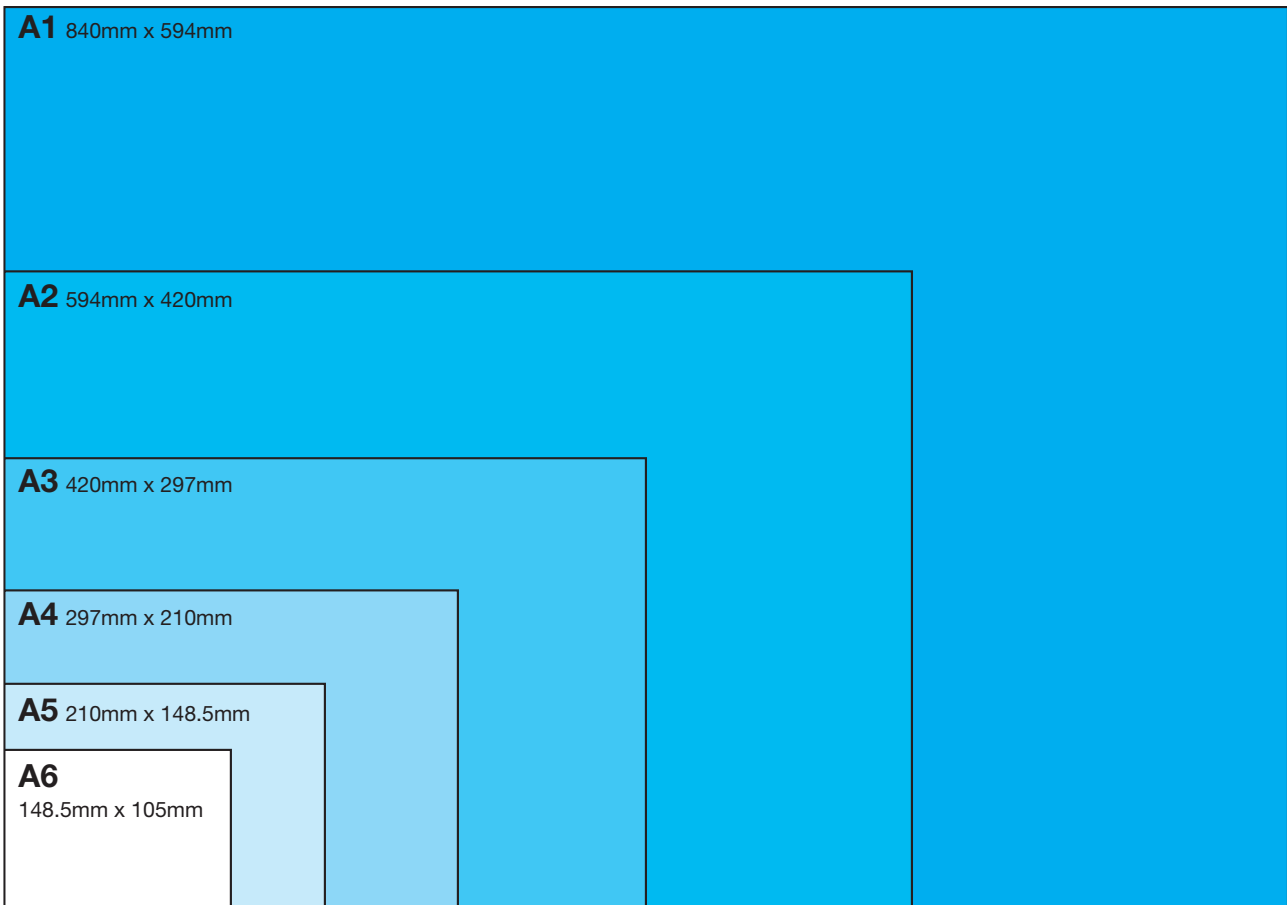 A1 840mm x 594mm
A2 594mm x 420mm
A3 420mm x 297mm
A4 297mm x 210mm
A5 210mm x 148.5mm
A6
148.5mm x 105mm